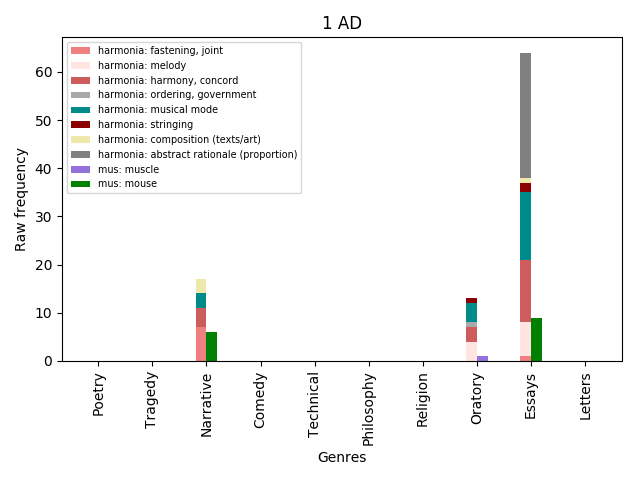 1 AD
harmonia: fastening, joint
harmonia: melody
harmonia: harmony, concord
harmonia: ordering, government
harmonia: musical mode
harmonia: stringing
harmonia: composition (texts/art)
harmonia: abstract rationale (proportion)
mus: muscle
mus: mouse
Raw frequency
60
50
40
30
20
10
0
Poetry
Tragedy
Narrative
Comedy
Technical
Philosophy
Religion
Oratory
Essays
Letters
Genres